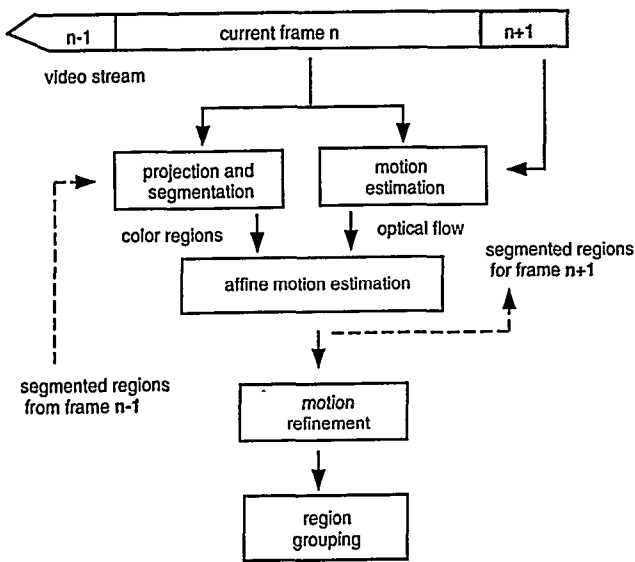 n-1
current frame n
n+1
video stream
projection and
segmentation
motion
estimation
color regions
optical flow
segmented regions
for frame n+1
affine motion estimation
segmented regions
from frame n-1
motion
refinement
region
grouping